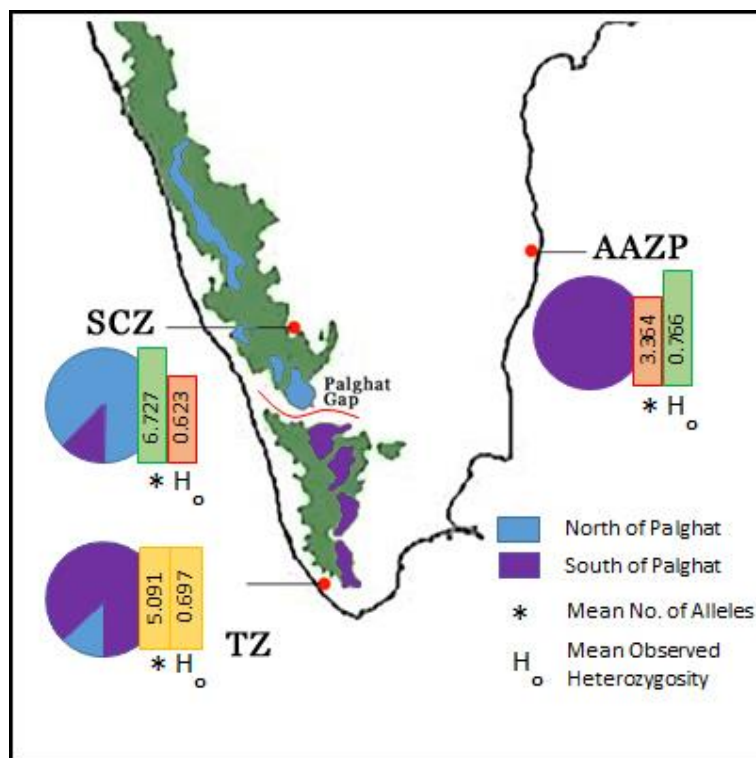 AAZP
3.364
0.766
* H o
SCZ
6.727
0.623
* H o
Palghat
Gap
North of Palghat
South of Palghat
* Mean No. of Alleles
H o Mean Observed
Heterozygosity
5.091
0.697
* H o
TZ